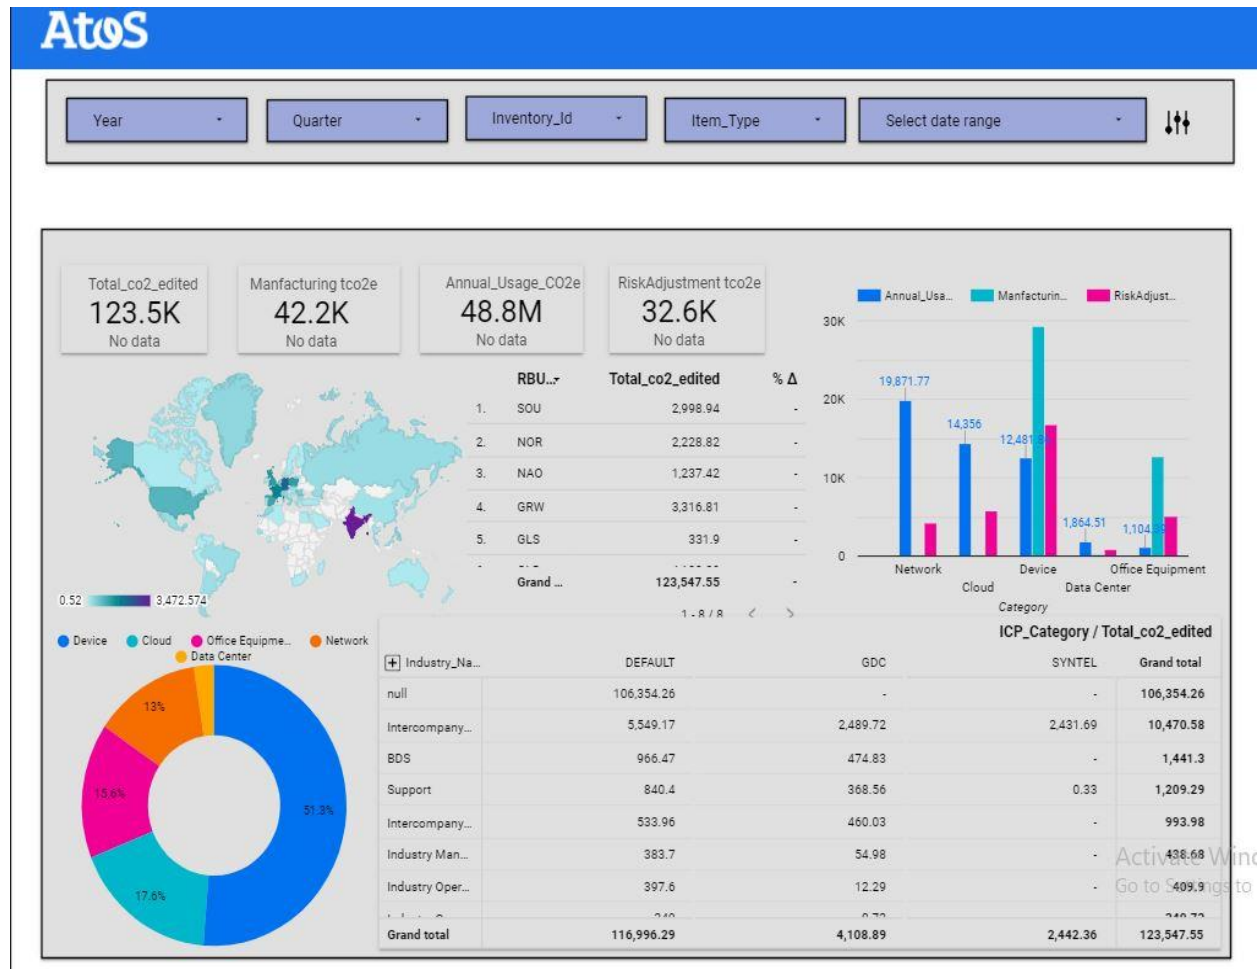 Atos
Year Quarter Inventory_Id Item_Type Select date range
Total_co2_edited
123.5K
No data
Manfacturing tco2e
42.2K
No data
Annual_Usage_CO2e
48.8M
No data
RiskAdjustment tco2e
32.6K
No data
Annual_Usa... Manfacturin... RiskAdjust...
30K
20K
10K
0
19,871.77
14,356
1,864.51
Network
Cloud
Device
Data Center
Office Equipment
Category
RBU... Total_co2_edited % Δ
1. SOU 2,998.94 -
2. NOR 2,228.82 -
3. NAO 1,237.42 -
4. GRW 3,316.81 -
5. GLS 331.9 -
Grand ... 123,547.55 -
1 - 8 / 8
0.52 3,472.574
Device Cloud Office Equipme... Network
Data Center
13%
15.6%
51.3%
17.6%
ICP_Category / Total_co2_edited
Industry_Na... DEFAULT GDC SYNTEL Grand total
null 106,354.26 - - 106,354.26
Intercompany... 5,549.17 2,489.72 2,431.69 10,470.58
BDS 966.47 474.83 - 1,441.3
Support 840.4 368.56 0.33 1,209.29
Intercompany... 533.96 460.03 - 993.98
Industry Man... 383.7 54.98 - 438.68
Industry Oper... 397.6 12.29 - 409.9
Grand total 116,996.29 4,108.89 2,442.36 123,547.55
Activate Wind
Go to Settings to